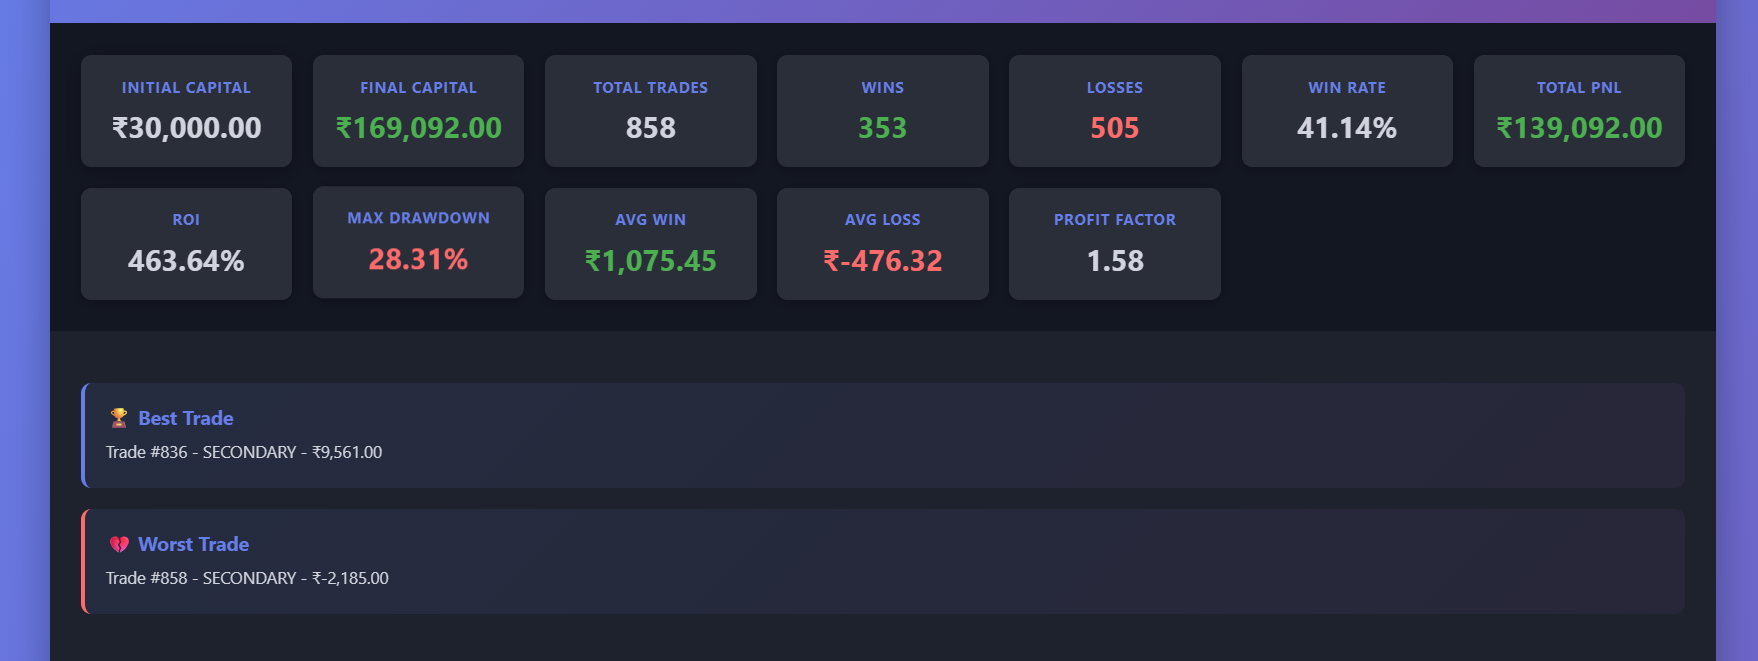 INITIAL CAPITAL
₹30,000.00
FINAL CAPITAL
₹169,092.00
TOTAL TRADES
858
WINS
353
LOSSES
505
WIN RATE
41.14%
TOTAL PNL
₹139,092.00
ROI
463.64%
MAX DRAWDOWN
28.31%
AVG WIN
₹1,075.45
AVG LOSS
₹-476.32
PROFIT FACTOR
1.58
🏆 Best Trade
Trade #836 - SECONDARY - ₹9,561.00
💔 Worst Trade
Trade #858 - SECONDARY - ₹-2,185.00